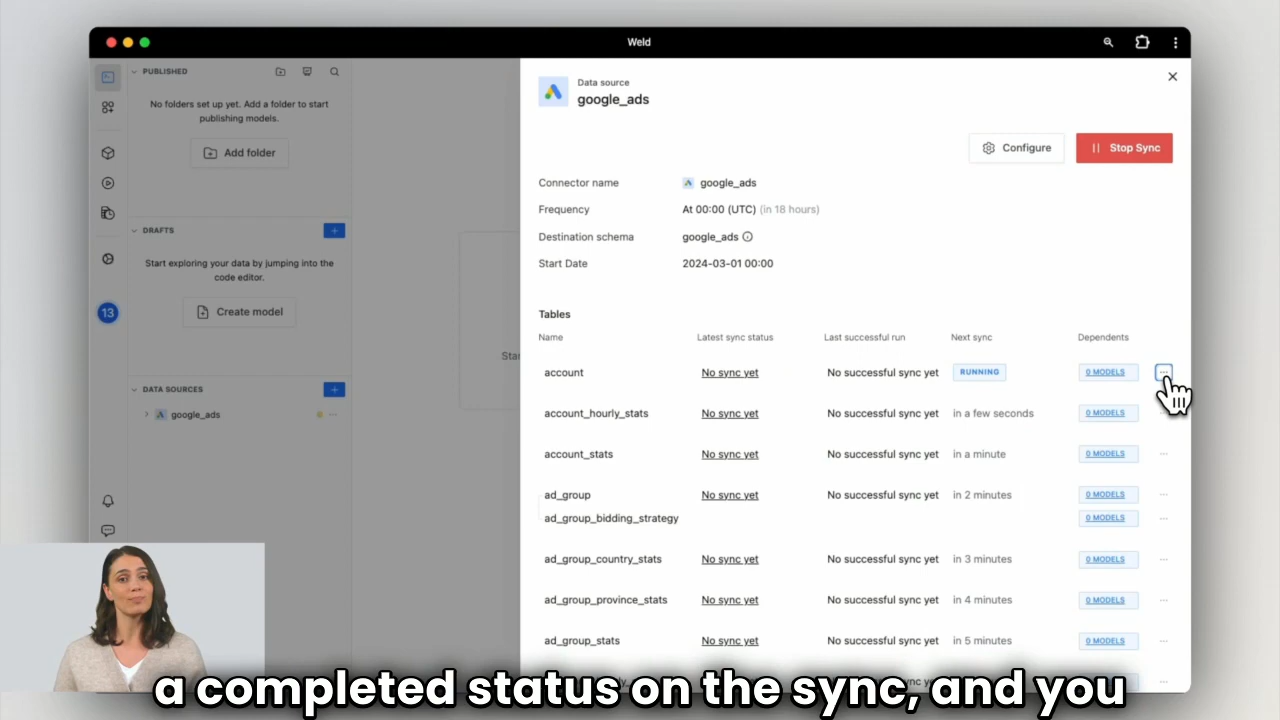 Weld
PUBLISHED
No folders set up yet. Add a folder to start
publishing models.
Add folder
DRAFTS
Start exploring your data by jumping into the
code editor.
Create model
13
DATA SOURCES
google_ads
Data source
google_ads
Configure
Stop Sync
Connector name google_ads
Frequency At 00:00 (UTC) (in 18 hours)
Destination schema google_ads
Start Date 2024-03-01 00:00
Tables
Name Latest sync status Last successful run Next sync Dependents
account No sync yet No successful sync yet RUNNING 0 MODELS
account_hourly_stats No sync yet No successful sync yet in a few seconds 0 MODELS
account_stats No sync yet No successful sync yet in a minute 0 MODELS
ad_group No sync yet No successful sync yet in 2 minutes 0 MODELS
ad_group_bidding_strategy 0 MODELS
ad_group_country_stats No sync yet No successful sync yet in 3 minutes 0 MODELS
ad_group_province_stats No sync yet No successful sync yet in 4 minutes 0 MODELS
ad_group_stats No sync yet No successful sync yet in 5 minutes 0 MODELS
a completed status on the sync, and you